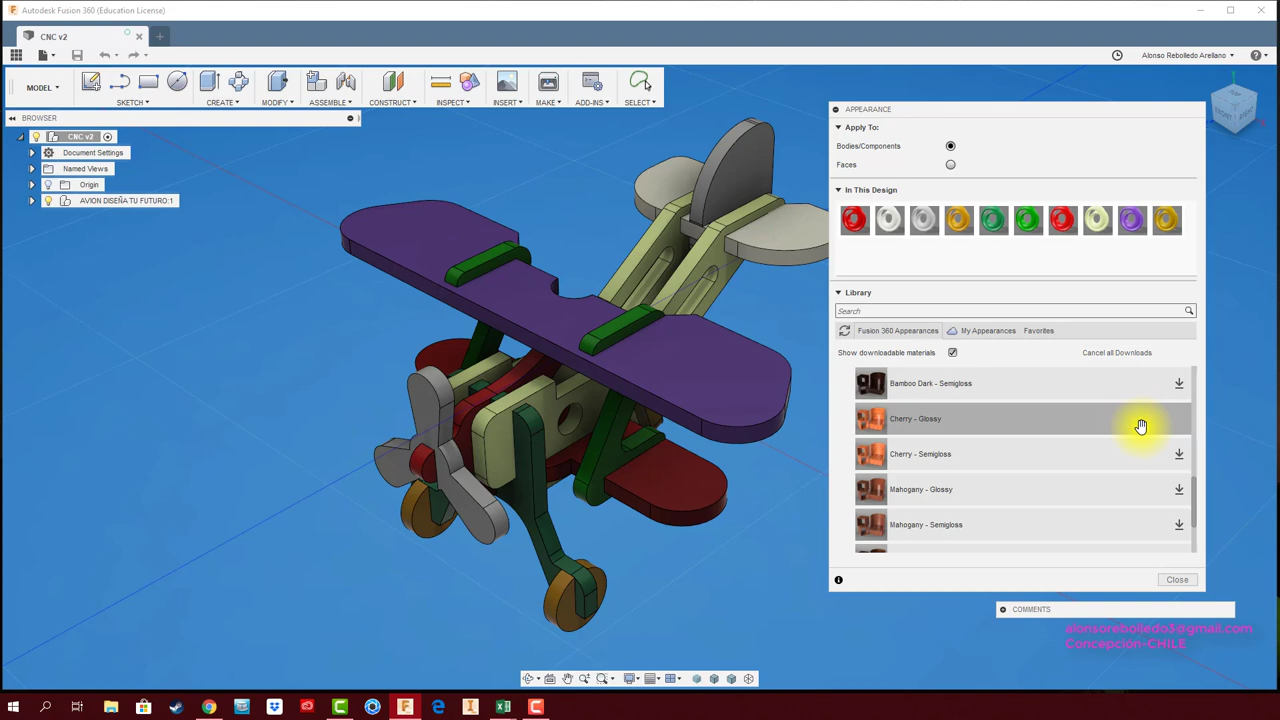 Autodesk Fusion 360 (Education License)
CNC v2
Alonso Rebolledo Arellano
MODEL
SKETCH
CREATE
MODIFY
ASSEMBLE
CONSTRUCT
INSPECT
INSERT
MAKE
ADD-INS
SELECT
BROWSER
CNC v2
Document Settings
Named Views
Origin
AVION DISEÑA TU FUTURO:1
TOP
FRONT
RIGHT
APPEARANCE
Apply To:
Bodies/Components
Faces
In This Design
Library
Search
Fusion 360 Appearances
My Appearances
Favorites
Show downloadable materials
Cancel all Downloads
Bamboo Dark - Semigloss
Cherry - Glossy
Cherry - Semigloss
Mahogany - Glossy
Mahogany - Semigloss
Close
COMMENTS
alonsorebolledo3@gmail.com
Concepción-CHILE